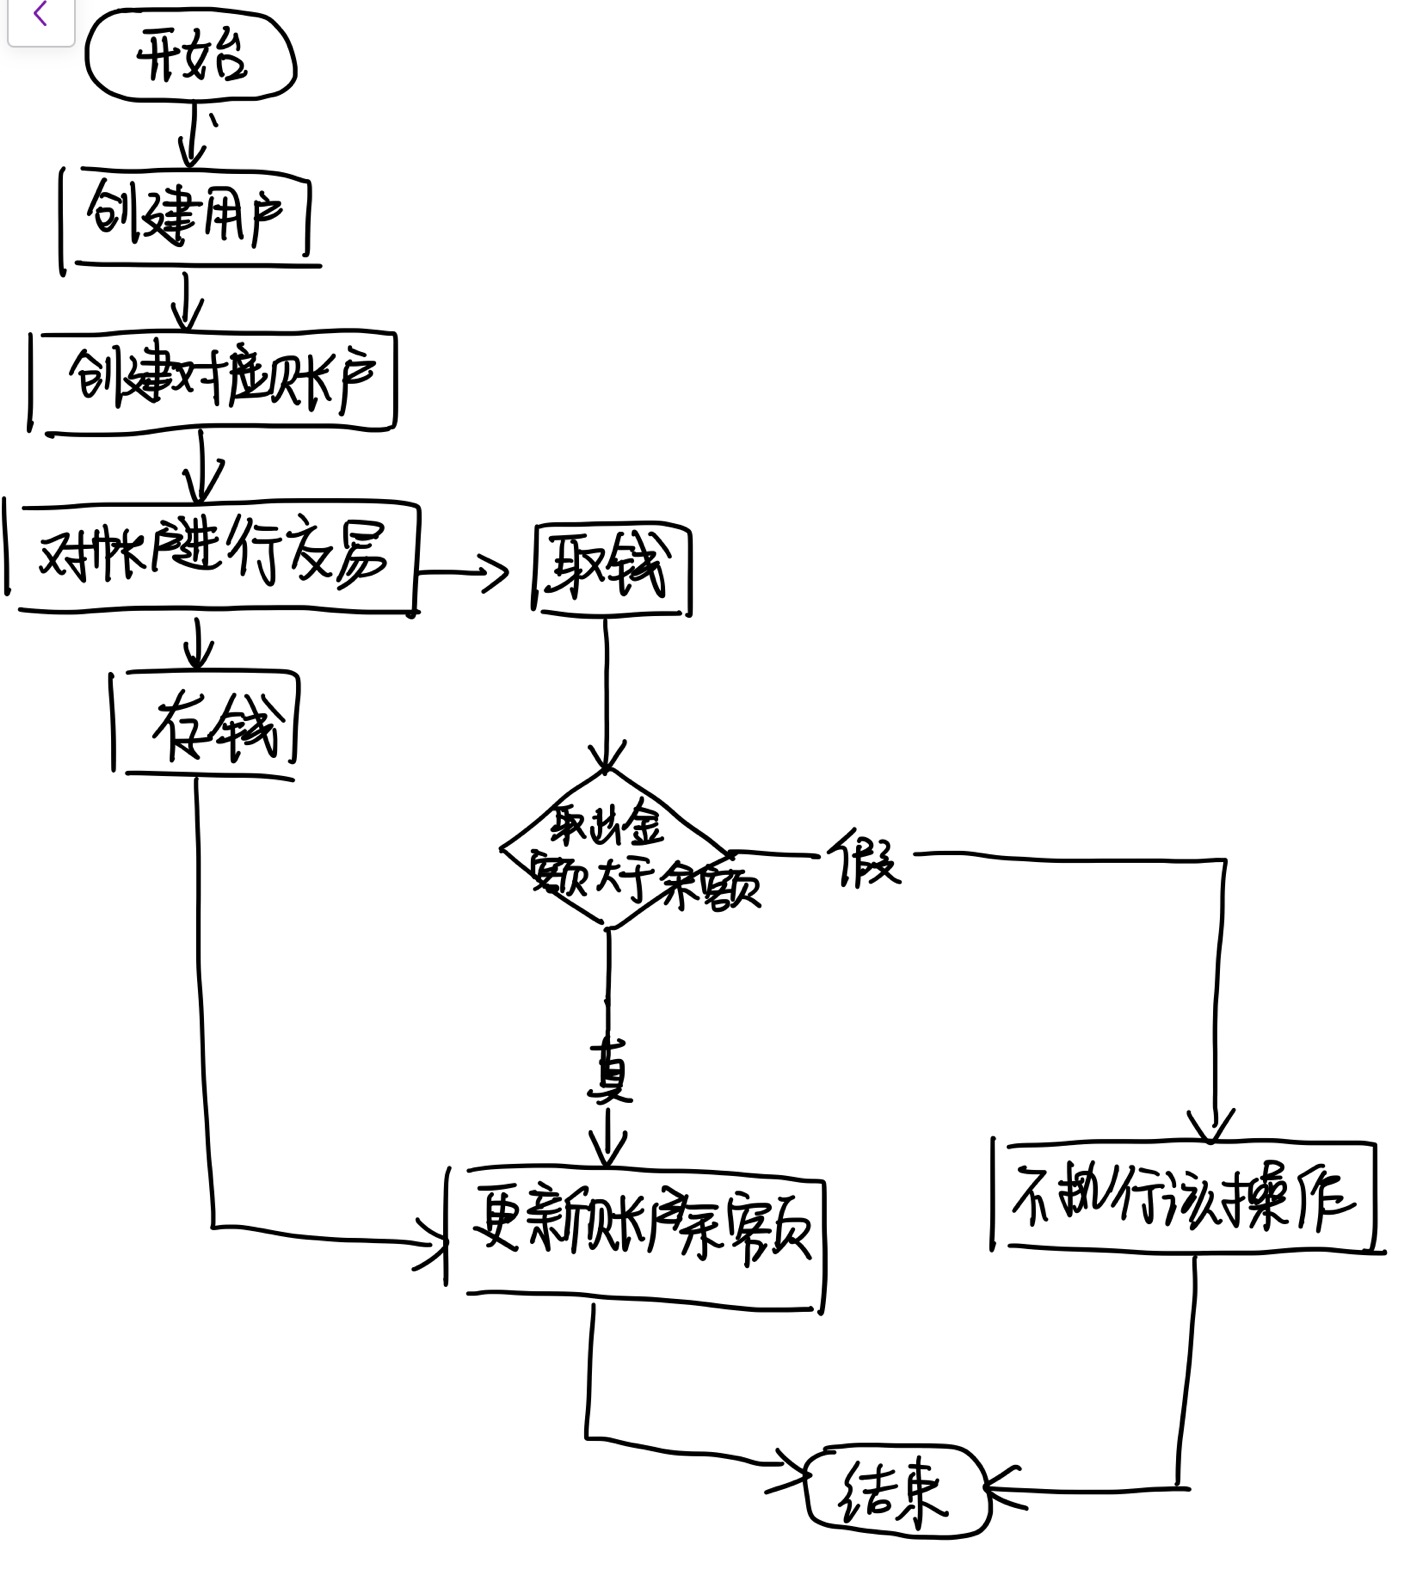 开始
创建用户
创建对应账户
对帐户进行交易
取钱
存钱
取出金
额大于余额
假
真
更新账户余额
不执行该操作
结束